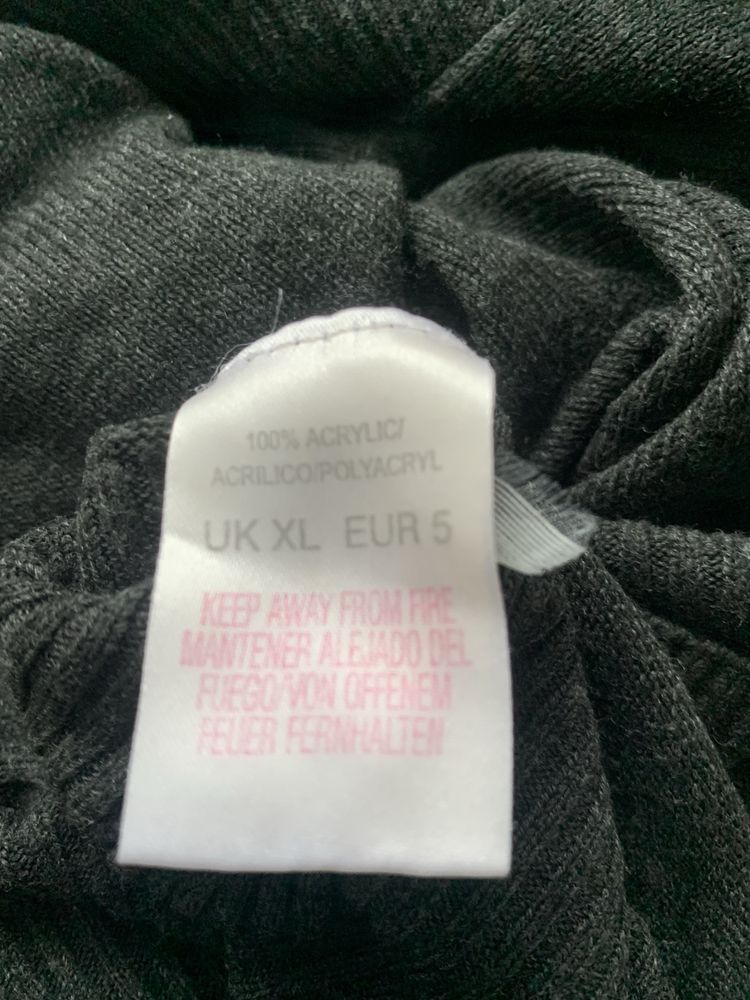 100% ACRYLIC/
ACRILICO/POLYACRYL
UK XL EUR 5
KEEP AWAY FROM FIRE
MANTENER ALEJADO DEL
FUEGO/VON OFFENEM
FEUER FERNHALTEN